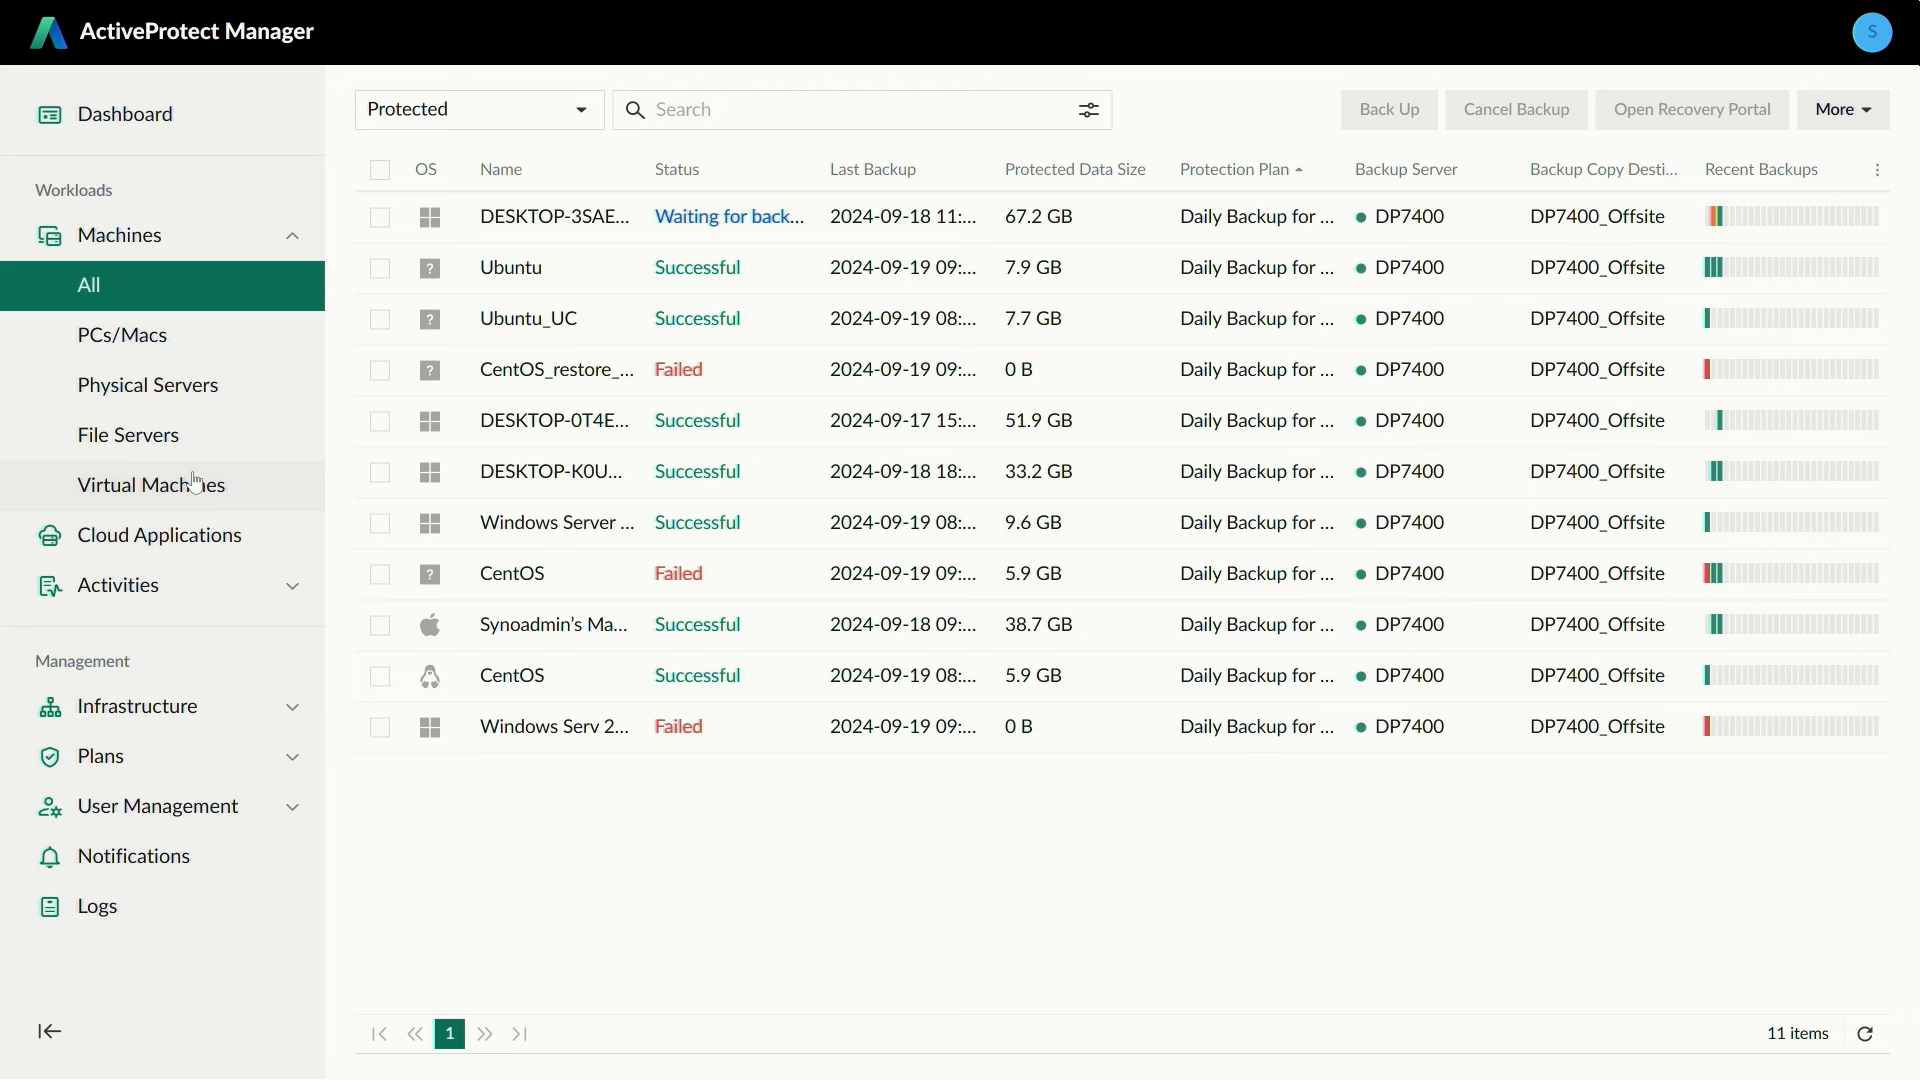 ActiveProtect Manager
S
Dashboard
Workloads
Machines
All
PCs/Macs
Physical Servers
File Servers
Virtual Machines
Cloud Applications
Activities
Management
Infrastructure
Plans
User Management
Notifications
Logs
Protected Search Back Up Cancel Backup Open Recovery Portal More
OS Name Status Last Backup Protected Data Size Protection Plan Backup Server Backup Copy Desti... Recent Backups
DESKTOP-3SAE... Waiting for back... 2024-09-18 11:... 67.2 GB Daily Backup for ... DP7400 DP7400_Offsite
? Ubuntu Successful 2024-09-19 09:... 7.9 GB Daily Backup for ... DP7400 DP7400_Offsite
? Ubuntu_UC Successful 2024-09-19 08:... 7.7 GB Daily Backup for ... DP7400 DP7400_Offsite
? CentOS_restore_... Failed 2024-09-19 09:... 0 B Daily Backup for ... DP7400 DP7400_Offsite
DESKTOP-0T4E... Successful 2024-09-17 15:... 51.9 GB Daily Backup for ... DP7400 DP7400_Offsite
DESKTOP-K0U... Successful 2024-09-18 18:... 33.2 GB Daily Backup for ... DP7400 DP7400_Offsite
Windows Server ... Successful 2024-09-19 08:... 9.6 GB Daily Backup for ... DP7400 DP7400_Offsite
? CentOS Failed 2024-09-19 09:... 5.9 GB Daily Backup for ... DP7400 DP7400_Offsite
Synoadmin’s Ma... Successful 2024-09-18 09:... 38.7 GB Daily Backup for ... DP7400 DP7400_Offsite
CentOS Successful 2024-09-19 08:... 5.9 GB Daily Backup for ... DP7400 DP7400_Offsite
Windows Serv 2... Failed 2024-09-19 09:... 0 B Daily Backup for ... DP7400 DP7400_Offsite
1 11 items